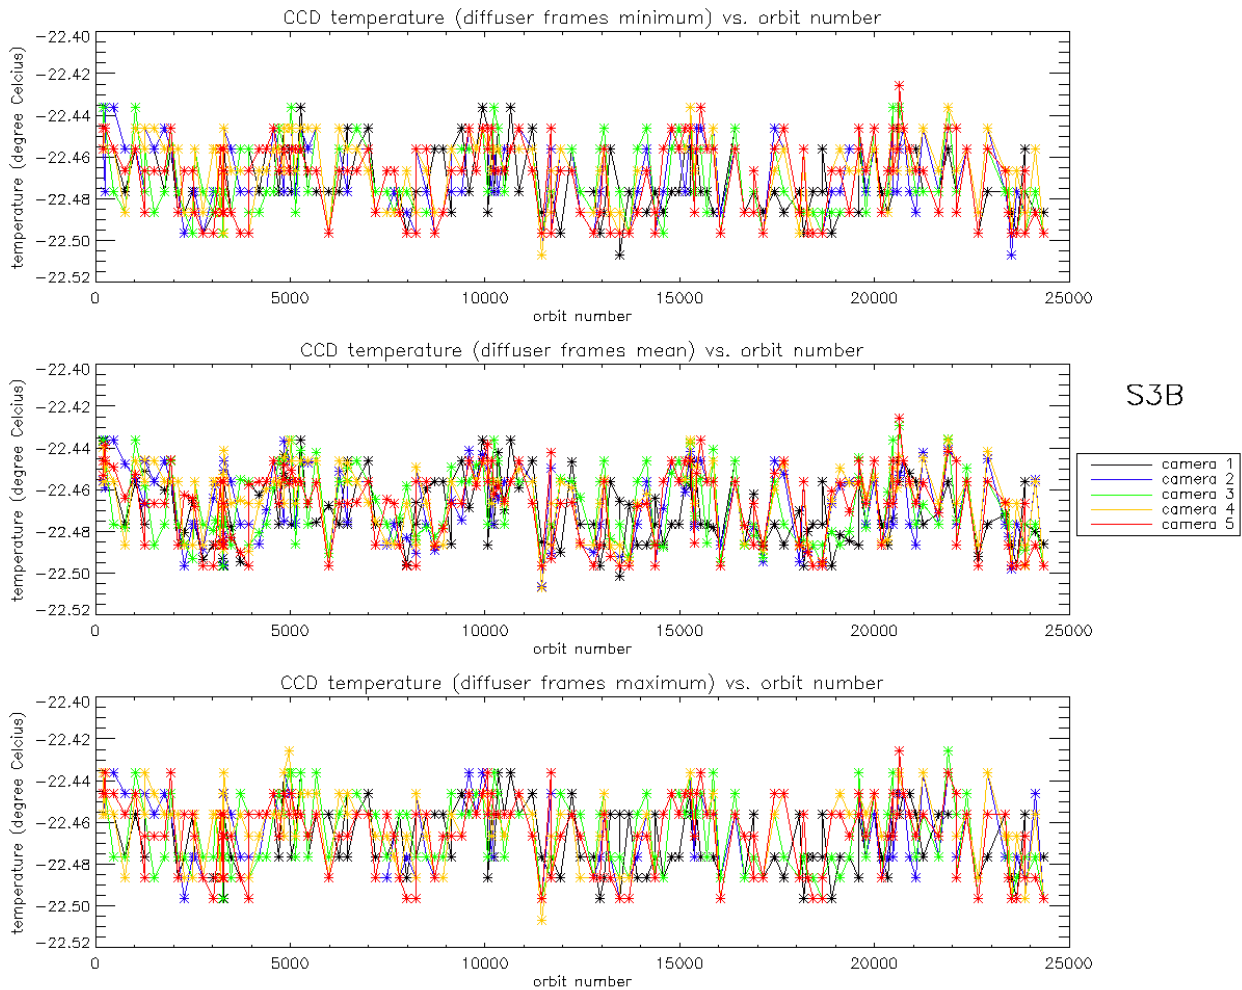 CCD temperature (diffuser frames minimum) vs. orbit number
temperature (degree Celcius)
-22.40
-22.42
-22.44
-22.46
-22.48
-22.50
-22.52
0 5000 10000 15000 20000 25000
orbit number
CCD temperature (diffuser frames mean) vs. orbit number
temperature (degree Celcius)
-22.40
-22.42
-22.44
-22.46
-22.48
-22.50
-22.52
0 5000 10000 15000 20000 25000
orbit number
S3B
camera 1
camera 2
camera 3
camera 4
camera 5
CCD temperature (diffuser frames maximum) vs. orbit number
temperature (degree Celcius)
-22.40
-22.42
-22.44
-22.46
-22.48
-22.50
-22.52
0 5000 10000 15000 20000 25000
orbit number